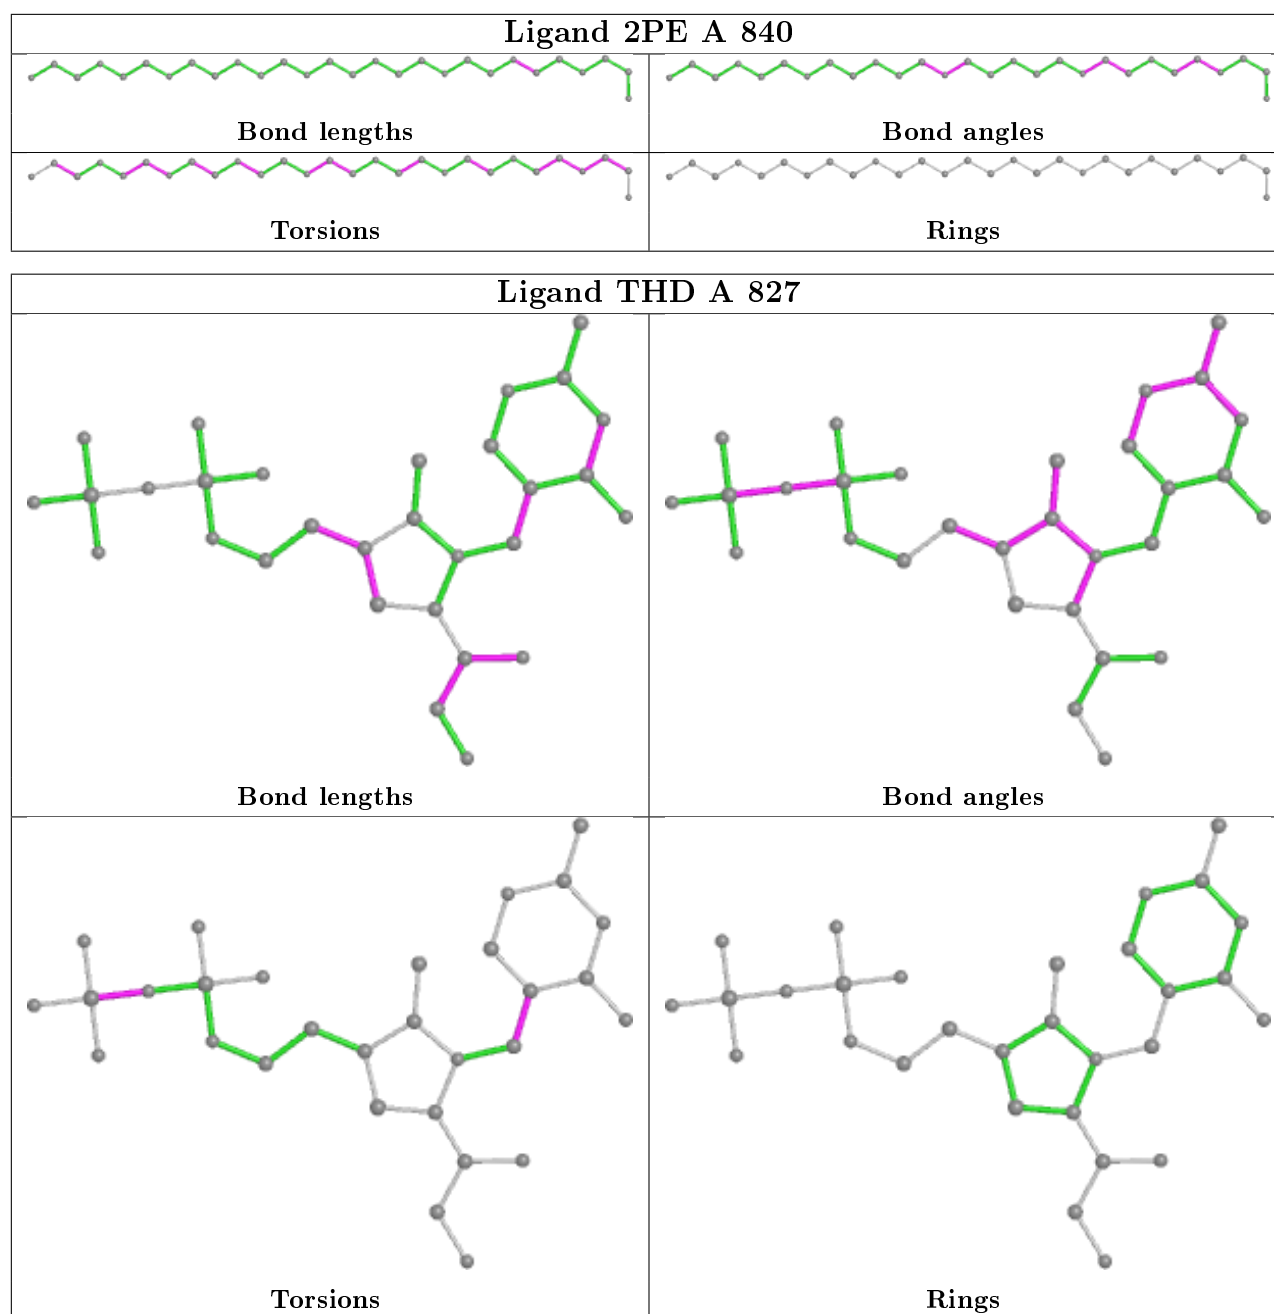 Ligand 2PE A 840
Bond lengths
Bond angles
Torsions
Rings
Ligand THD A 827
Bond lengths
Bond angles
Torsions
Rings